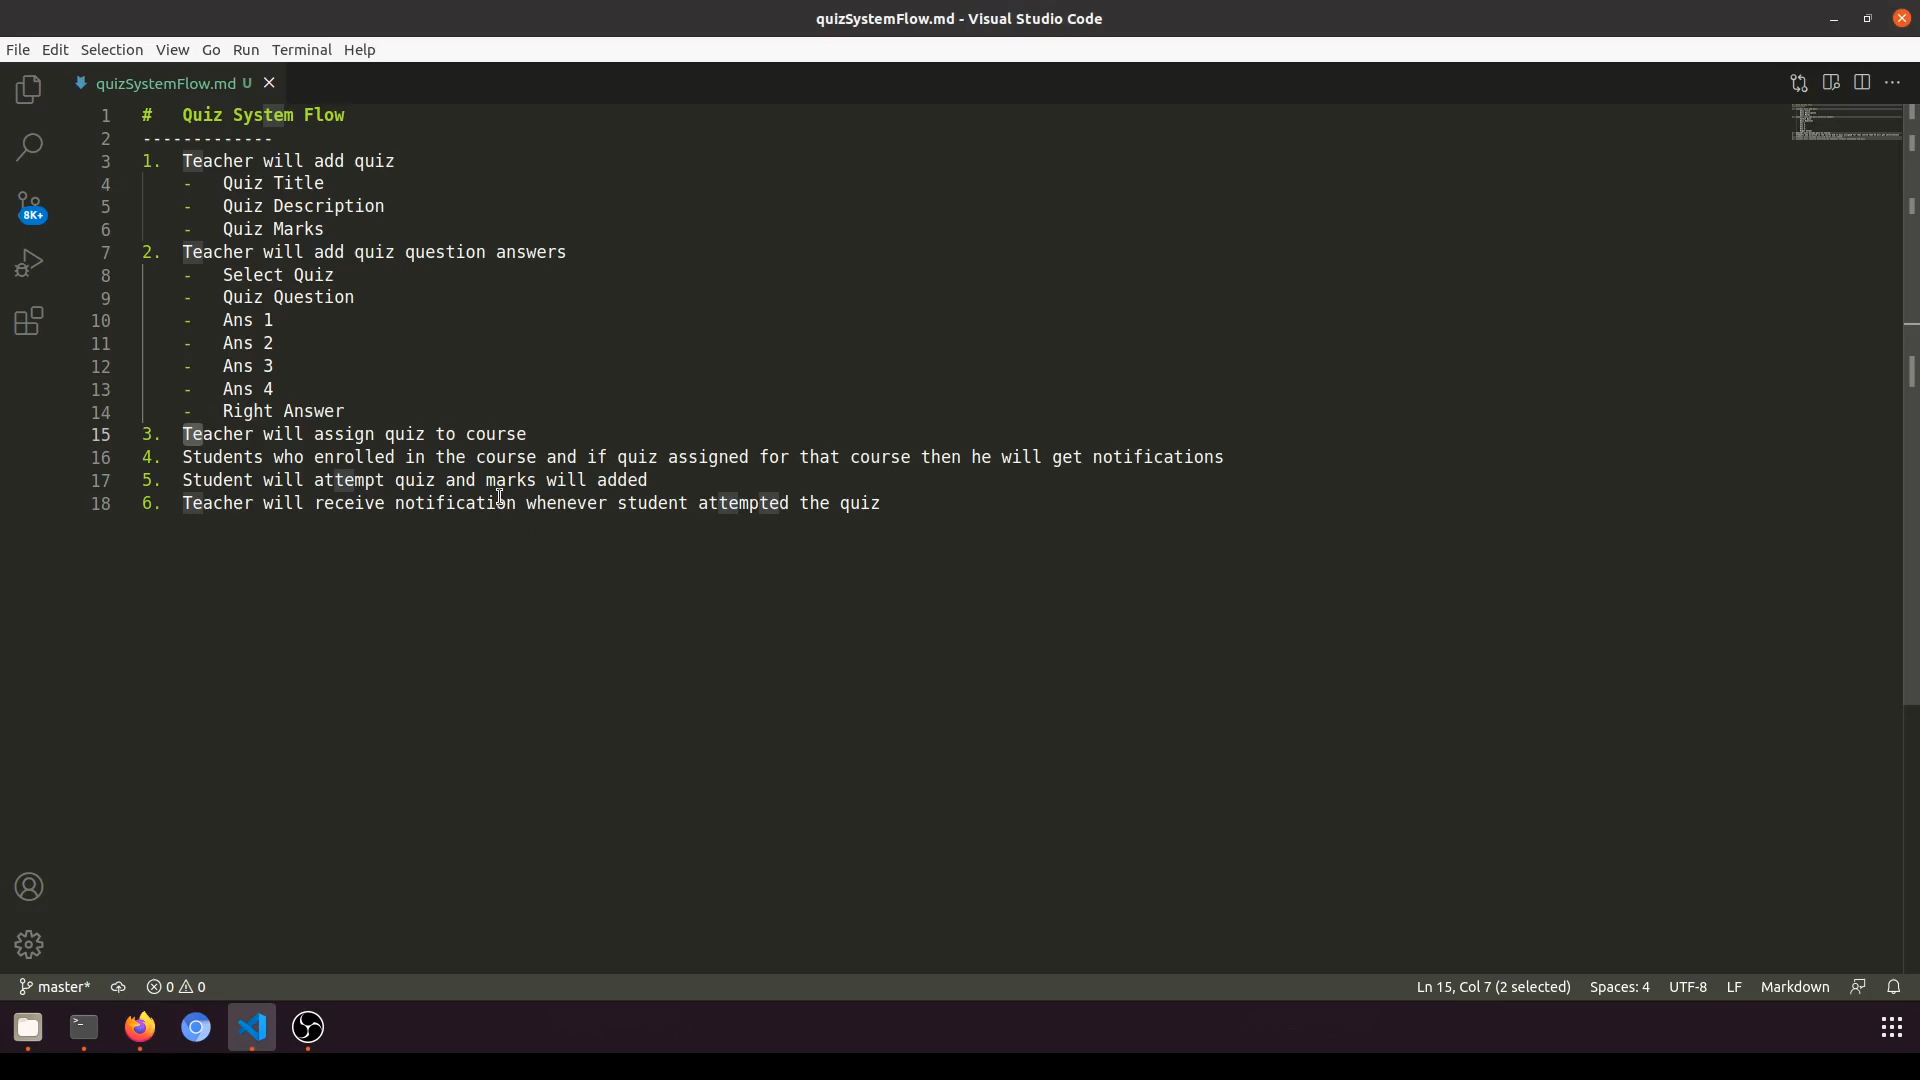 quizSystemFlow.md - Visual Studio Code
File Edit Selection View Go Run Terminal Help
quizSystemFlow.md U
1 # Quiz System Flow
2 -------------
3 1. Teacher will add quiz
4 - Quiz Title
5 - Quiz Description
6 - Quiz Marks
7 2. Teacher will add quiz question answers
8 - Select Quiz
9 - Quiz Question
10 - Ans 1
11 - Ans 2
12 - Ans 3
13 - Ans 4
14 - Right Answer
15 3. Teacher will assign quiz to course
16 4. Students who enrolled in the course and if quiz assigned for that course then he will get notifications
17 5. Student will attempt quiz and marks will added
18 6. Teacher will receive notification whenever student attempted the quiz
8K+
master* 0 0 Ln 15, Col 7 (2 selected) Spaces: 4 UTF-8 LF Markdown